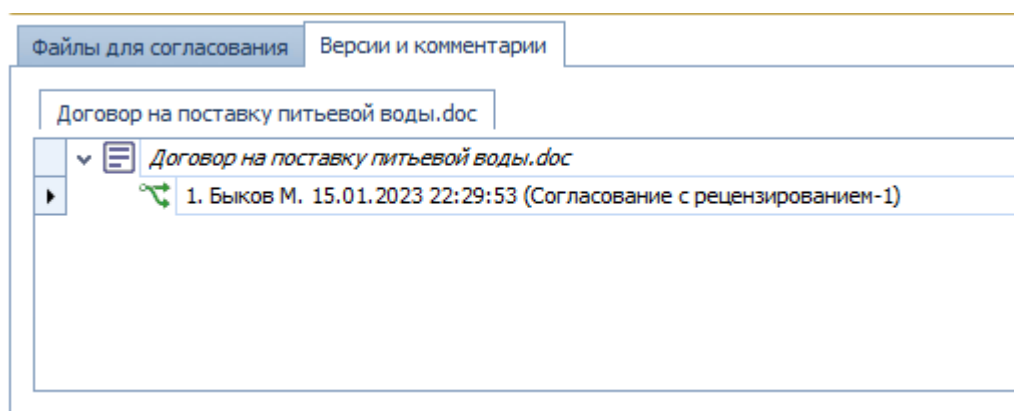 Файлы для согласования
Версии и комментарии
Договор на поставку питьевой воды.doc
Договор на поставку питьевой воды.doc
1. Быков М. 15.01.2023 22:29:53 (Согласование с рецензированием-1)